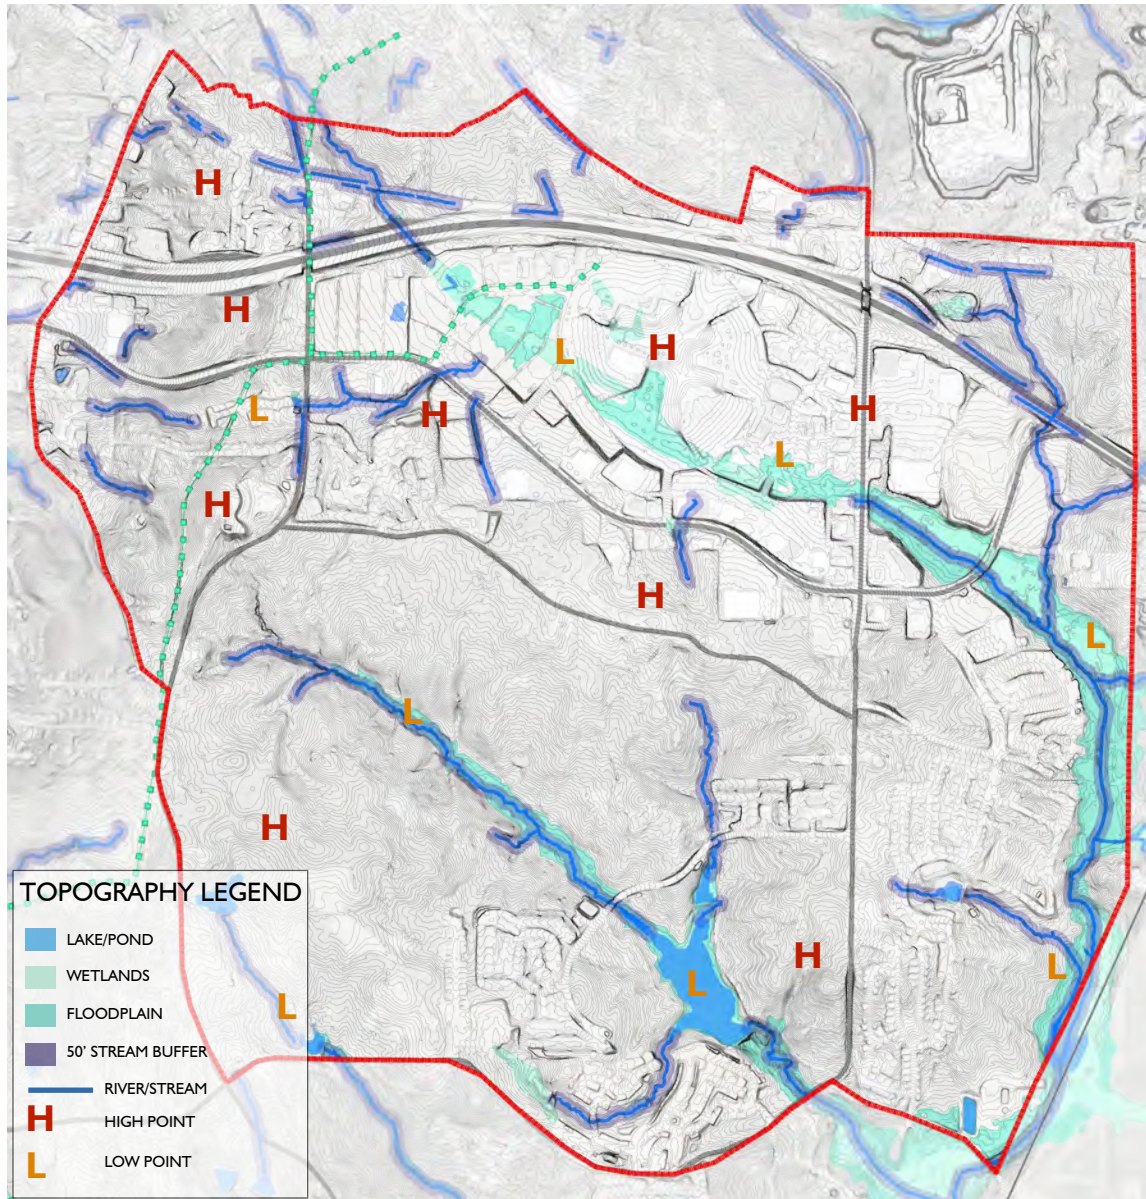 H
H
L
H
H
H
L
L
H
H
L
L
H
H
L
L
L
TOPOGRAPHY LEGEND
LAKE/POND
WETLANDS
FLOODPLAIN
50' STREAM BUFFER
RIVER/STREAM
H HIGH POINT
L LOW POINT